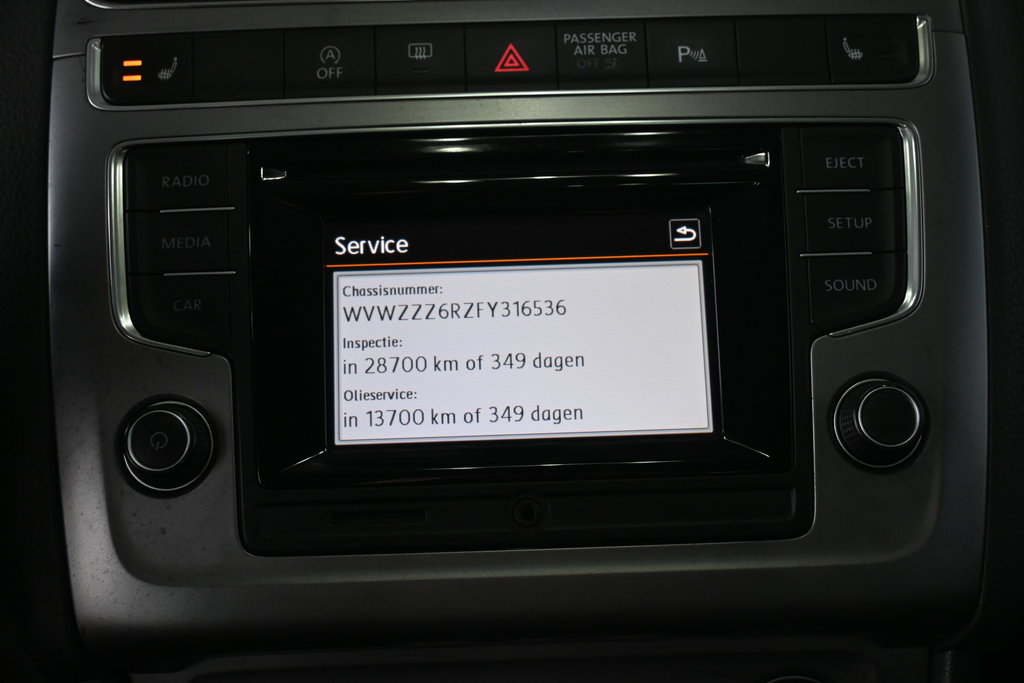 A
OFF
PASSENGER
AIR BAG
OFF
P
RADIO
MEDIA
CAR
EJECT
SETUP
SOUND
Service
Chassisnummer:
WVWZZZ6RZFY316536
Inspectie:
in 28700 km of 349 dagen
Olieservice:
in 13700 km of 349 dagen